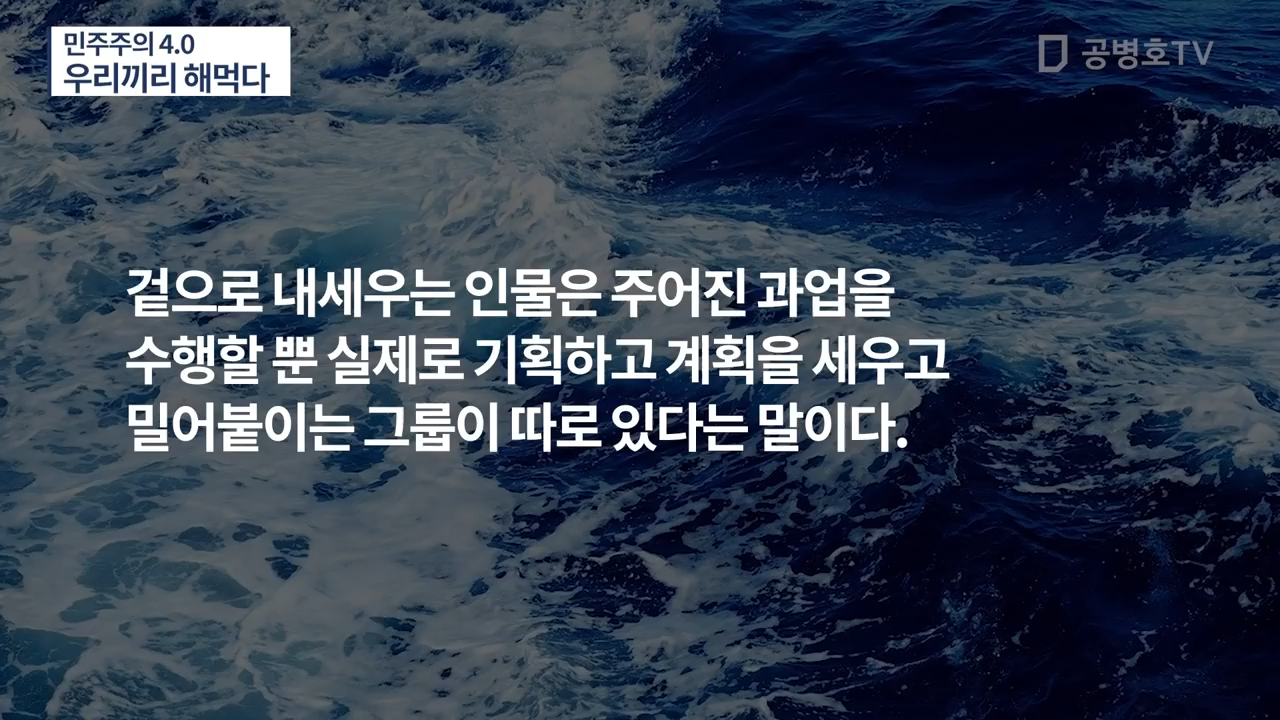 민주주의 4.0
우리끼리 해먹다
공병호TV
겉으로 내세우는 인물은 주어진 과업을
수행할 뿐 실제로 기획하고 계획을 세우고
밀어붙이는 그룹이 따로 있다는 말이다.